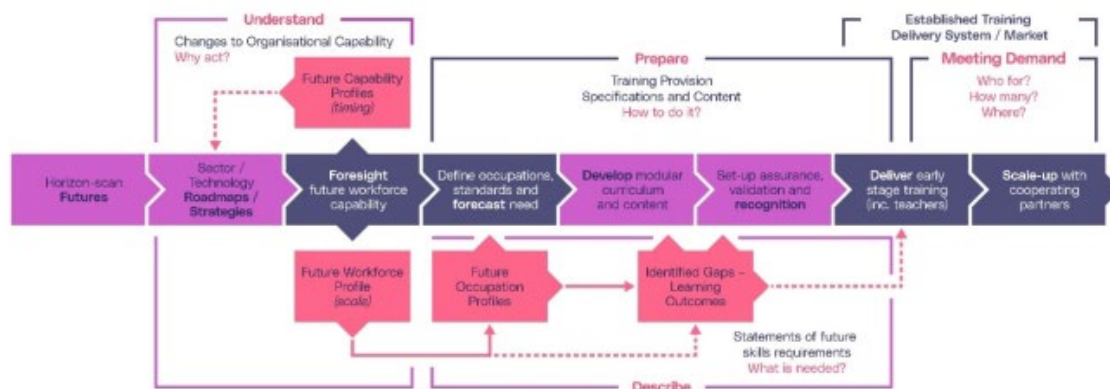 Understand
Changes to Organisational Capability
Why act?
Established Training
Delivery System / Market
Prepare
Training Provision
Specifications and Content
How to do it?
Meeting Demand
Who for?
How many?
Where?
Future Capability
Profiles
(timing)
Horizon-scan
Futures
Sector /
Technology
Roadmaps /
Strategies
Foresight
future workforce
capability
Define occupations,
standards and
forecast need
Develop modular
curriculum
and content
Set-up assurance,
validation and
recognition
Deliver early
stage training
(inc. teachers)
Scale-up with
cooperating
partners
Future Workforce
Profile
(scale)
Future
Occupation
Profiles
Identified Gaps –
Learning
Outcomes
Statements of future
skills requirements
What is needed?
Describe